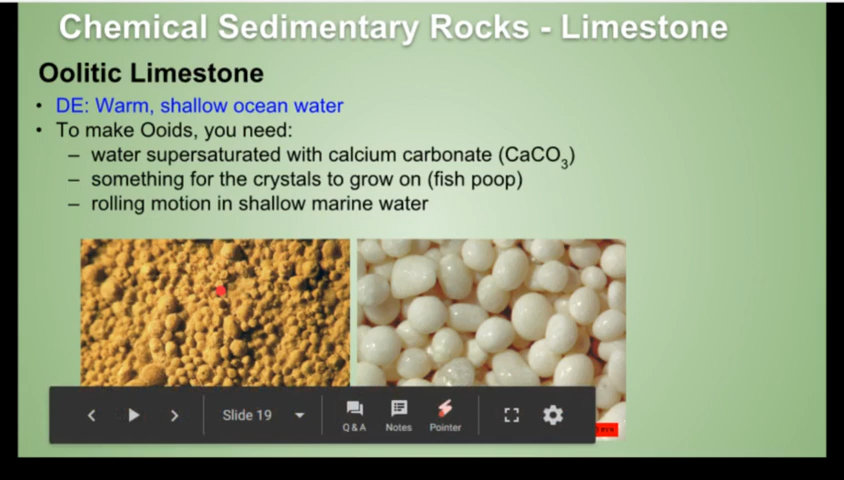 Chemical Sedimentary Rocks - Limestone
Oolitic Limestone
• DE: Warm, shallow ocean water
• To make Ooids, you need:
– water supersaturated with calcium carbonate (CaCO₃)
– something for the crystals to grow on (fish poop)
– rolling motion in shallow marine water
Slide 19
Q & A Notes Pointer